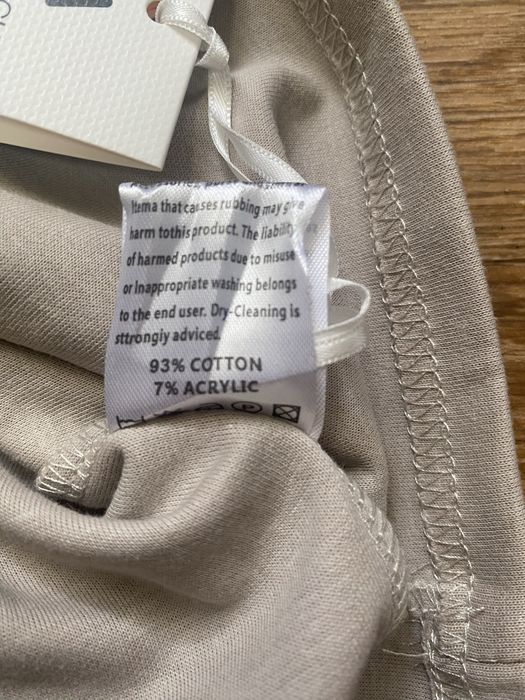 Itema that causes rubbing may give
harm tothis product. The liability
of harmed products due to misuse
or Inappropriate washing belongs
to the end user. Dry-Cleaning is
sttrongiy adviced.
93% COTTON
7% ACRYLIC
P